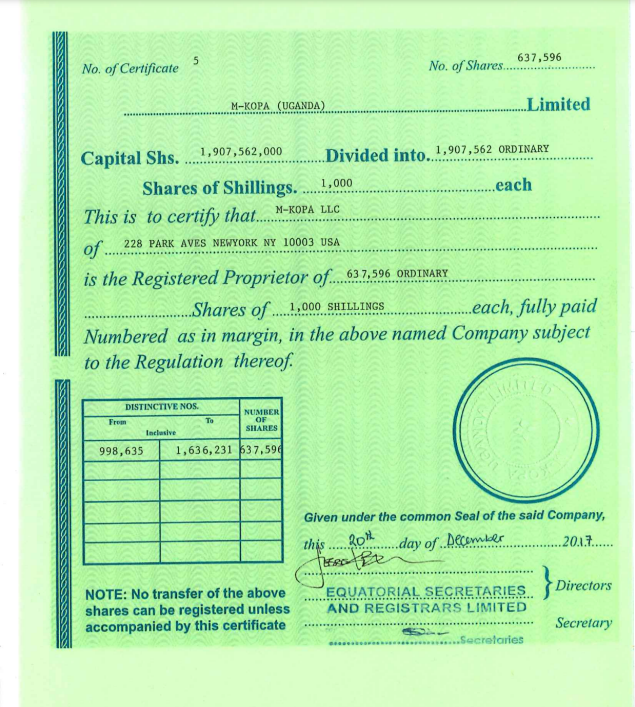 No. of Certificate 5 No. of Shares 637,596
M-KOPA (UGANDA) Limited
Capital Shs. 1,907,562,000 Divided into. 1,907,562 ORDINARY
Shares of Shillings. 1,000 each
This is to certify that M-KOPA LLC
of 228 PARK AVES NEWYORK NY 10003 USA
is the Registered Proprietor of 637,596 ORDINARY
Shares of 1,000 SHILLINGS each, fully paid
Numbered as in margin, in the above named Company subject
to the Regulation thereof.
DISTINCTIVE NOS. NUMBER OF SHARES
From To
Inclusive
998,635 1,636,231 637,596
LIMITED
UGANDA
Given under the common Seal of the said Company,
this 20th day of December 2017
EQUATORIAL SECRETARIES
AND REGISTRARS LIMITED
Directors
Secretary
Secretaries
NOTE: No transfer of the above
shares can be registered unless
accompanied by this certificate